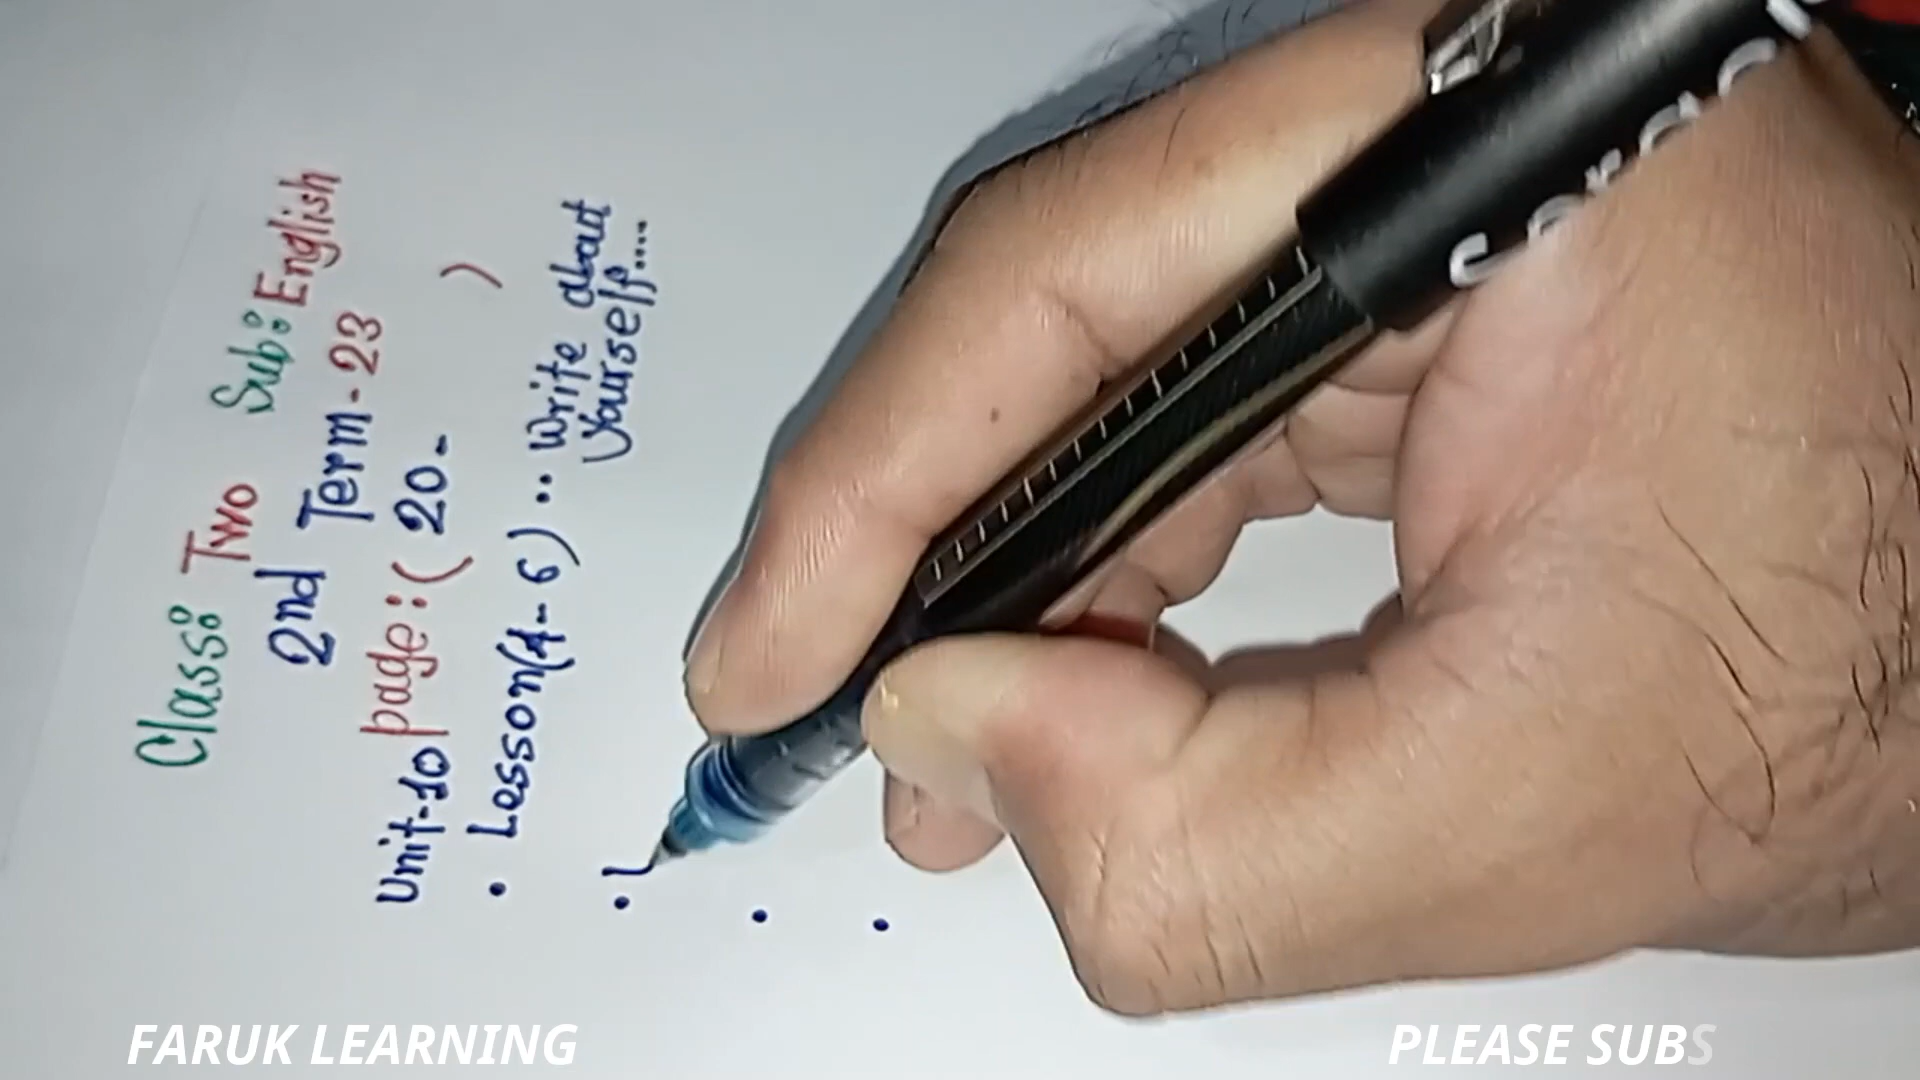 Class: Two Sub: English
2nd Term-23
Unit-10 page: ( 20- )
• Lesson(4-6) .. Write about
Yourself....
• L
•
•
FARUK LEARNING
PLEASE SUBS